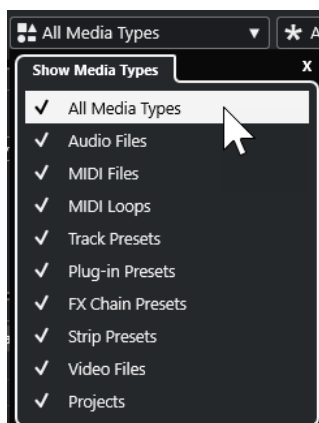 All Media Types
A
Show Media Types
X
All Media Types
Audio Files
MIDI Files
MIDI Loops
Track Presets
Plug-in Presets
FX Chain Presets
Strip Presets
Video Files
Projects